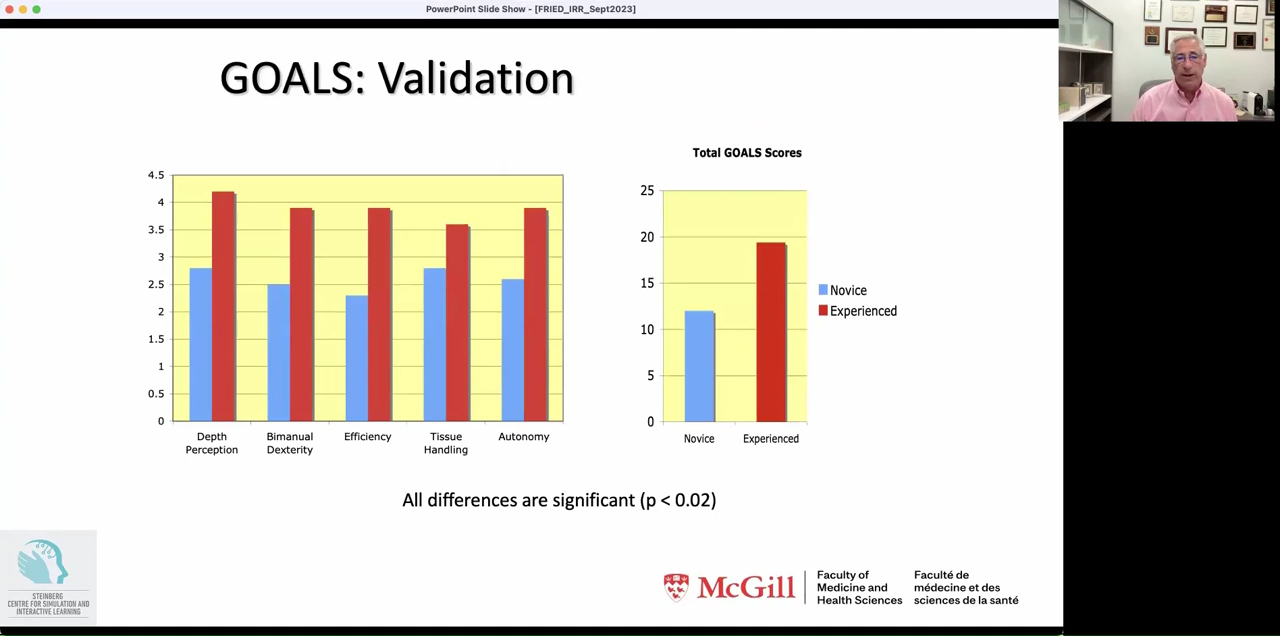 PowerPoint Slide Show - [FRIED_IRR_Sept2023]
GOALS: Validation
4.5
4
3.5
3
2.5
2
1.5
1
0.5
0
Depth
Perception
Bimanual
Dexterity
Efficiency
Tissue
Handling
Autonomy
Total GOALS Scores
25
20
15
10
5
0
Novice
Experienced
Novice
Experienced
All differences are significant (p < 0.02)
STEINBERG
CENTRE FOR SIMULATION AND
INTERACTIVE LEARNING
McGill
Faculty of
Medicine and
Health Sciences
Faculté de
médecine et des
sciences de la santé